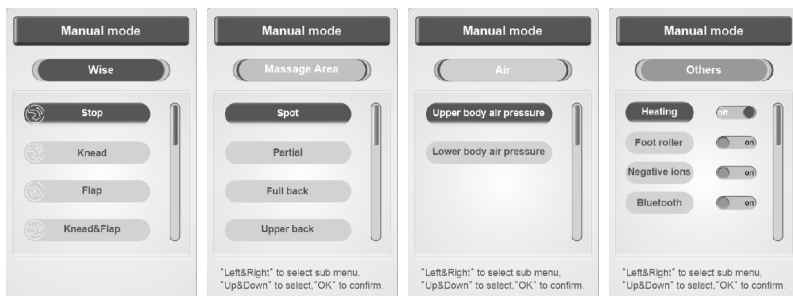 Manual mode
Wise
Stop
Knead
Flap
Knead&Flap
Manual mode
Massage Area
Spot
Partial
Full back
Upper back
"Left&Right" to select sub menu,
"Up&Down" to select,"OK" to confirm.
Manual mode
Air
Upper body air pressure
Lower body air pressure
"Left&Right" to select sub menu,
"Up&Down" to select,"OK" to confirm.
Manual mode
Others
Heating off
Foot roller on
Negative ions on
Bluetooth on
"Left&Right" to select sub menu,
"Up&Down" to select,"OK" to confirm.